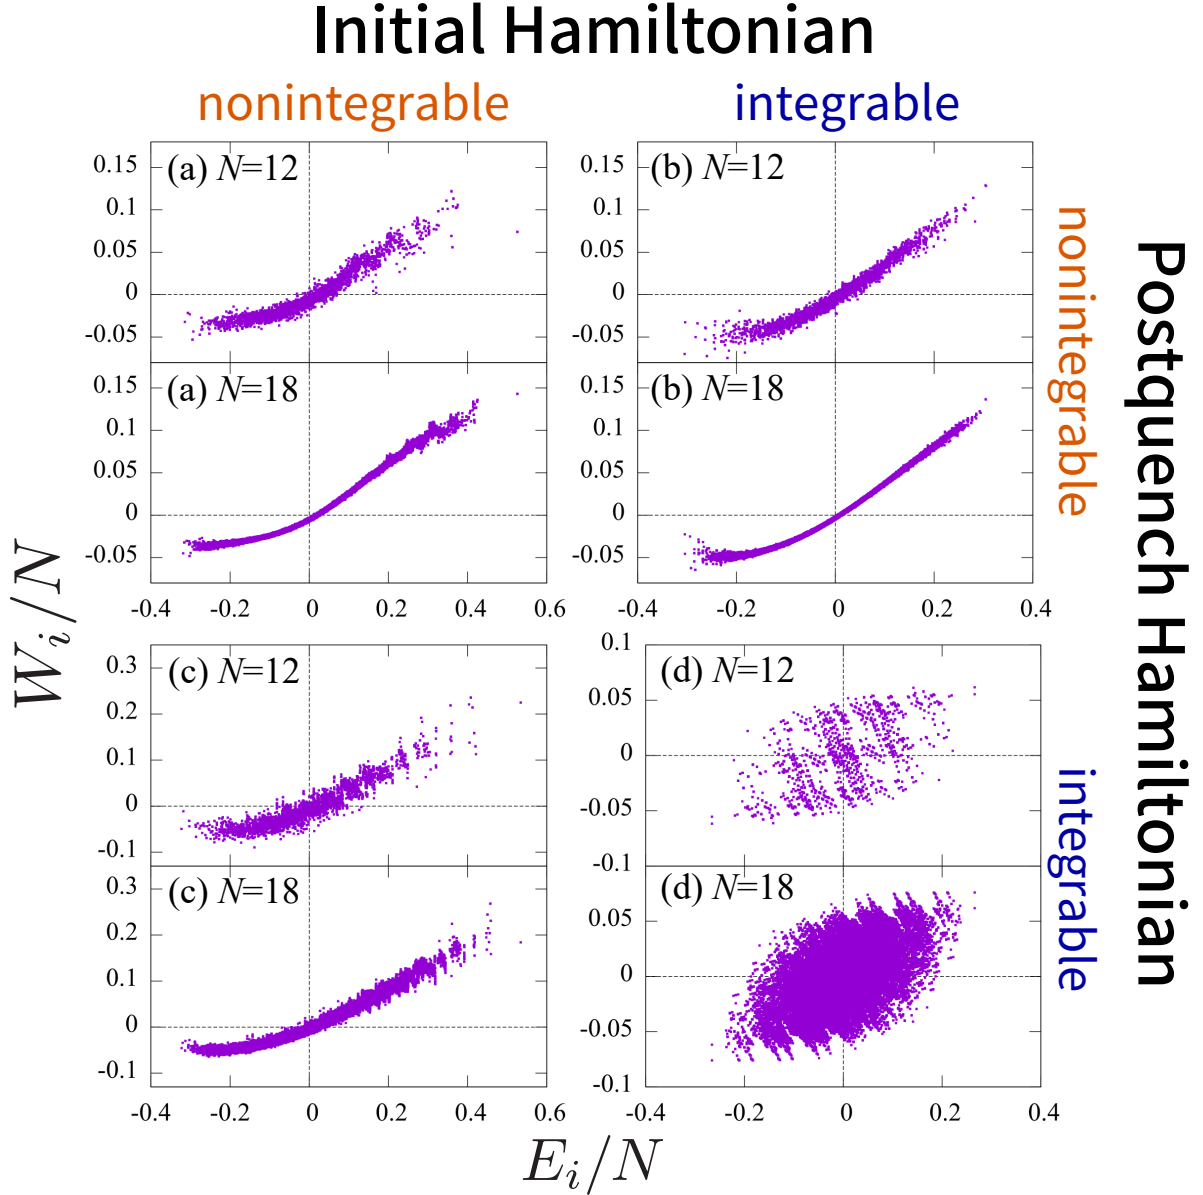 Initial Hamiltonian
nonintegrable
integrable
(a) N=12
0.15
0.1
0.05
0
-0.05
(b) N=12
0.15
0.1
0.05
0
-0.05
nonintegrable
Postquench Hamiltonian
(a) N=18
0.15
0.1
0.05
0
-0.05
-0.4 -0.2 0 0.2 0.4 0.6
(b) N=18
0.15
0.1
0.05
0
-0.05
-0.4 -0.2 0 0.2 0.4
W_i/N
(c) N=12
0.3
0.2
0.1
0
-0.1
(d) N=12
0.1
0.05
0
-0.05
-0.1
integrable
(c) N=18
0.3
0.2
0.1
0
-0.1
-0.4 -0.2 0 0.2 0.4 0.6
(d) N=18
0.05
0
-0.05
-0.1
-0.4 -0.2 0 0.2 0.4
E_i/N